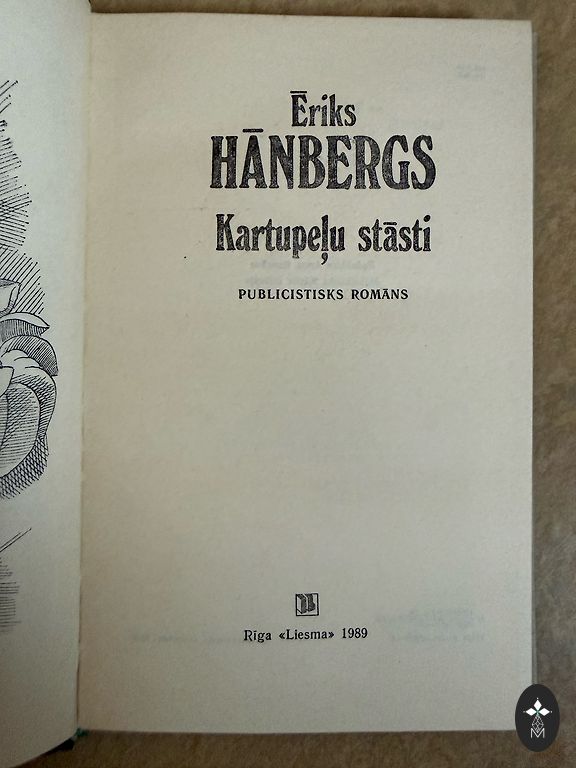 Ēriks
HĀNBERGS
Kartupeļu stāsti
PUBLICISTISKS ROMĀNS
Rīga «Liesma» 1989
M